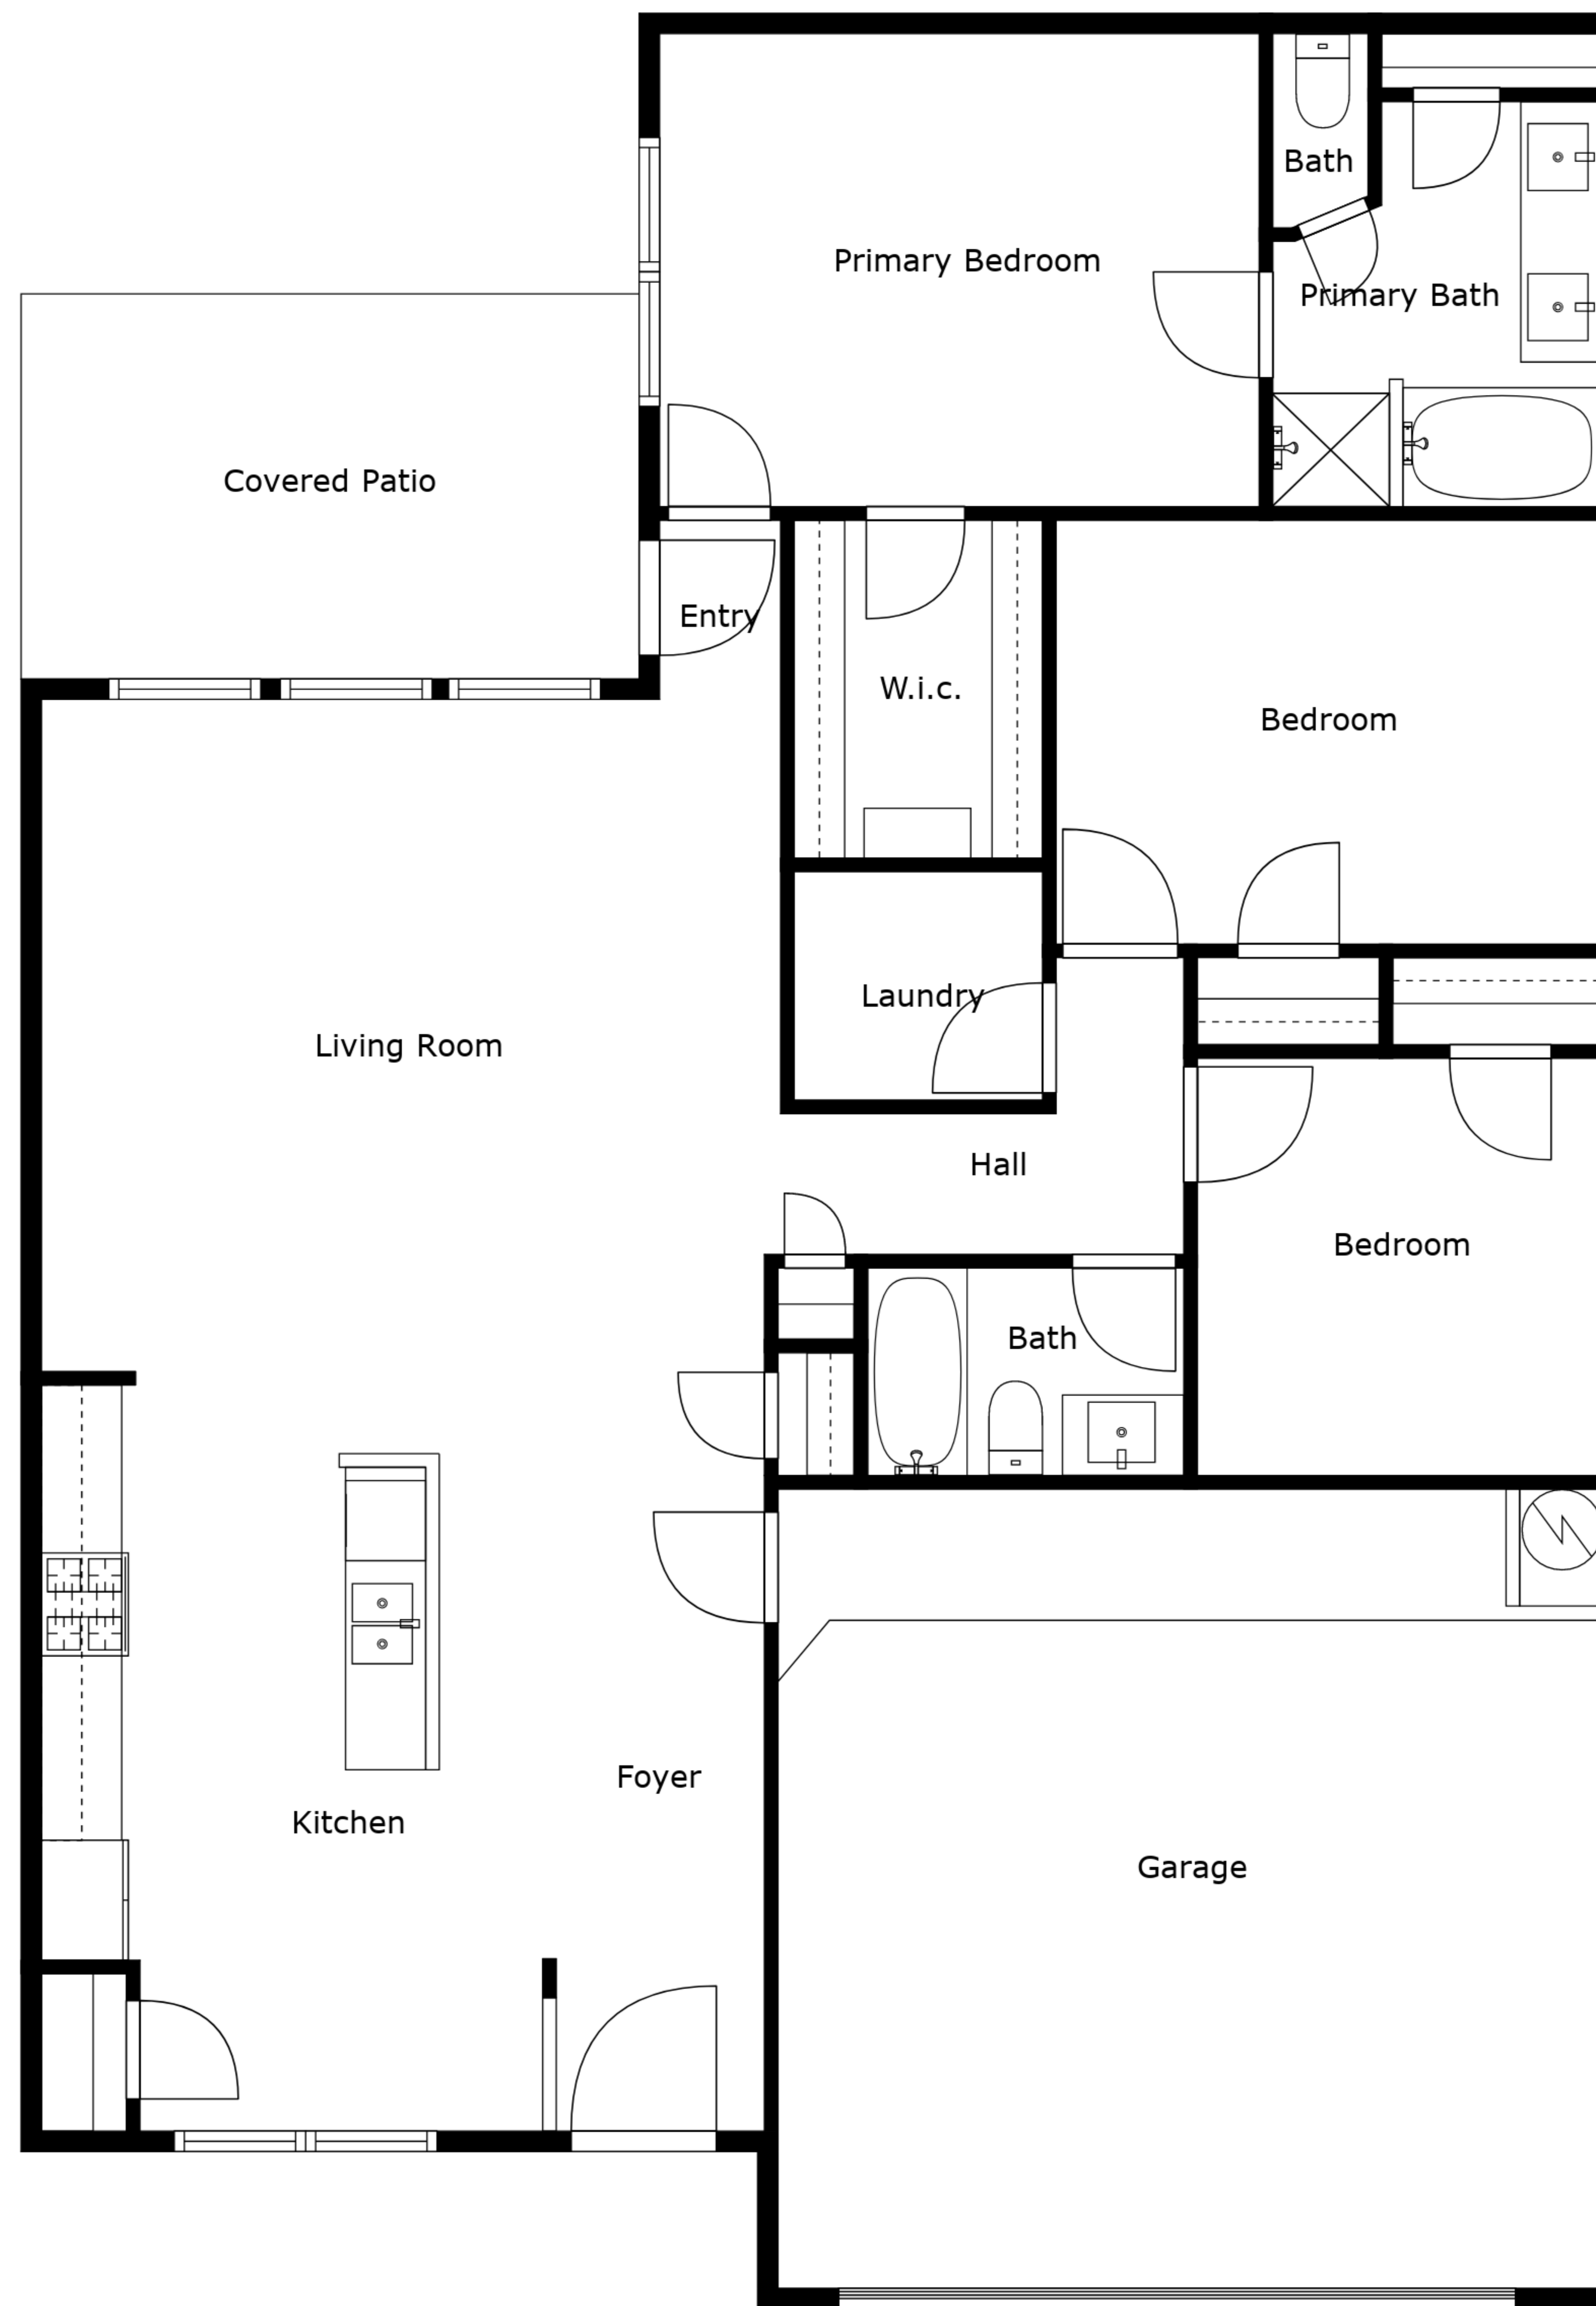 Bath
Primary Bedroom
Primary Bath
Covered Patio
Entry
W.i.c.
Bedroom
Laundry
Living Room
Hall
Bedroom
Bath
Foyer
Kitchen
Garage